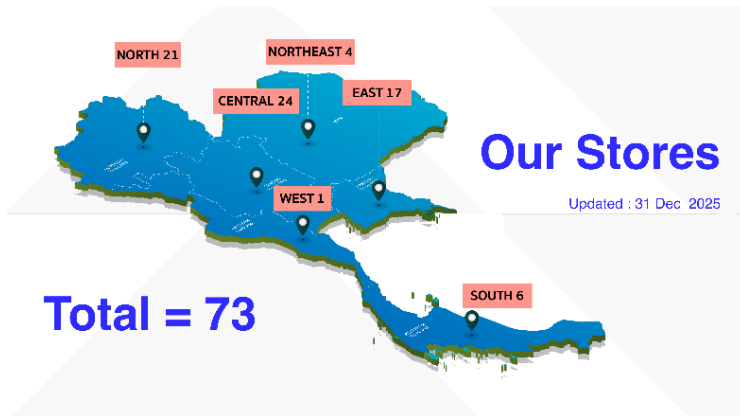 NORTHEAST 4
NORTH 21
EAST 17
CENTRAL 24
Our Stores
WEST 1
Updated : 31 Dec 2025
SOUTH 6
Total = 73